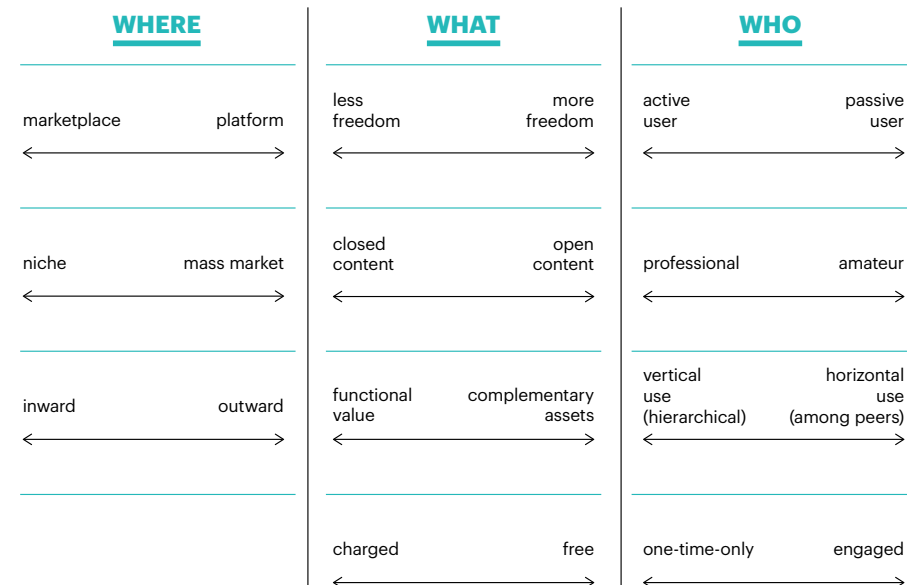 WHERE
marketplace platform
niche mass market
inward outward
WHAT
less more
freedom freedom
closed open
content content
functional complementary
value assets
charged free
WHO
active passive
user user
professional amateur
vertical horizontal
use use
(hierarchical) (among peers)
one-time-only engaged